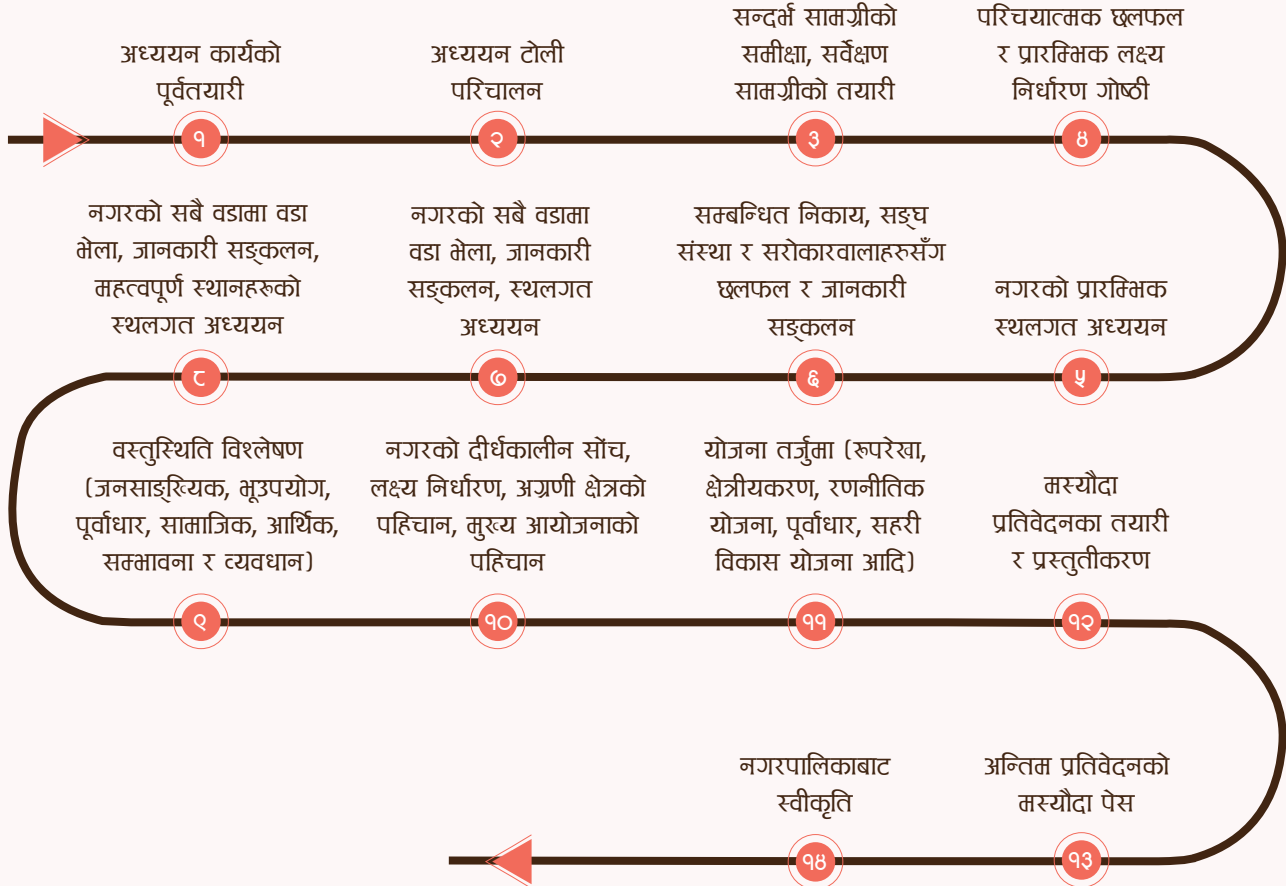 अध्ययन कार्यको
पूर्वतयारी
१
अध्ययन टोली
परिचालन
२
सन्दर्भ सामग्रीको
समीक्षा, सर्वेक्षण
सामग्रीको तयारी
३
परिचयात्मक छलफल
र प्रारम्भिक लक्ष्य
निर्धारण गोष्ठी
४
नगरको प्रारम्भिक
स्थलगत अध्ययन
५
सम्बन्धित निकाय, सङ्घ
संस्था र सरोकारवालाहरुसँग
छलफल र जानकारी
सङ्कलन
६
नगरको सबै वडामा
वडा भेला, जानकारी
सङ्कलन, स्थलगत
अध्ययन
७
नगरको सबै वडामा वडा
भेला, जानकारी सङ्कलन,
महत्वपूर्ण स्थानहरूको
स्थलगत अध्ययन
८
वस्तुस्थिति विश्लेषण
(जनसाङ्ख्यिक, भूउपयोग,
पूर्वाधार, सामाजिक, आर्थिक,
सम्भावना र व्यवधान)
९
नगरको दीर्धकालीन सोंच,
लक्ष्य निर्धारण, अग्रणी क्षेत्रको
पहिचान, मुख्य आयोजनाको
पहिचान
१०
योजना तर्जुमा (रूपरेखा,
क्षेत्रीयकरण, रणनीतिक
योजना, पूर्वाधार, सहरी
विकास योजना आदि)
११
मस्यौदा
प्रतिवेदनका तयारी
र प्रस्तुतीकरण
१२
अन्तिम प्रतिवेदनको
मस्यौदा पेस
१३
नगरपालिकाबाट
स्वीकृति
१४